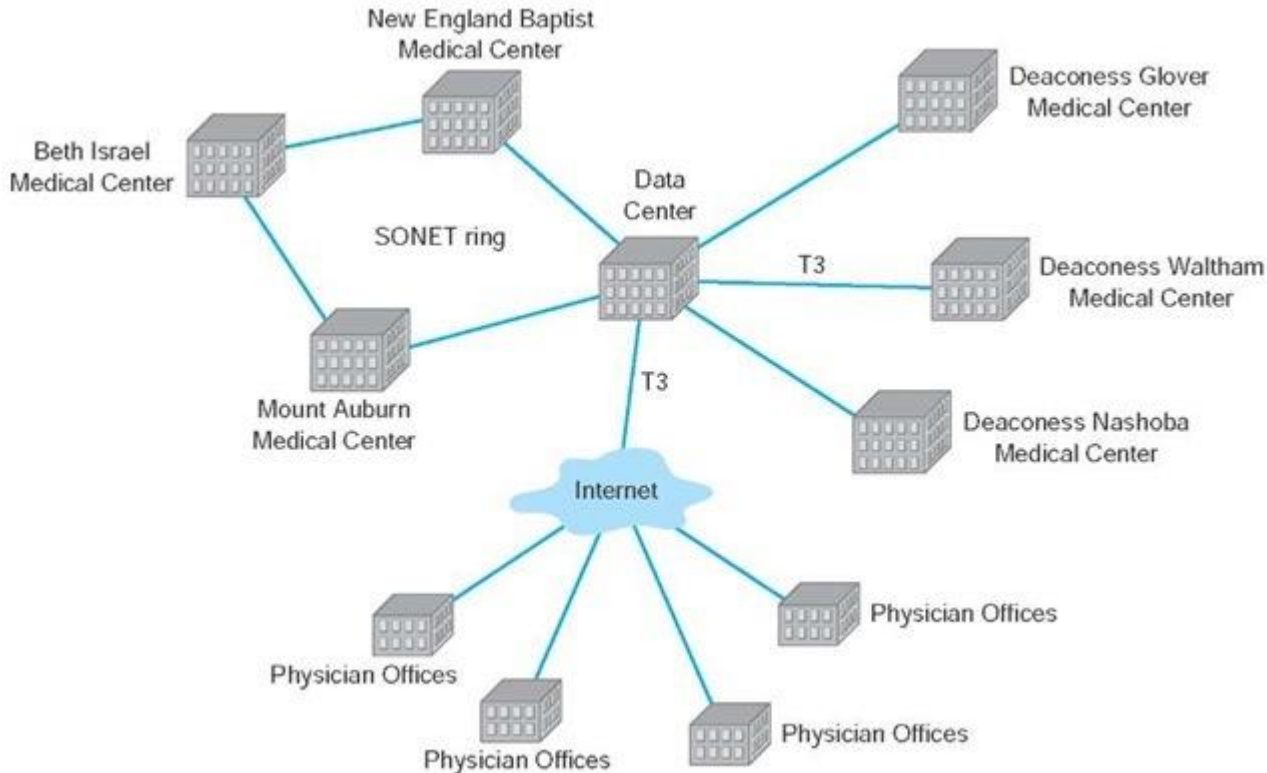 New England Baptist
Medical Center
Deaconess Glover
Medical Center
Beth Israel
Medical Center
Data
Center
SONET ring
T3
Deaconess Waltham
Medical Center
T3
Mount Auburn
Medical Center
Deaconess Nashoba
Medical Center
Internet
Physician Offices
Physician Offices
Physician Offices
Physician Offices